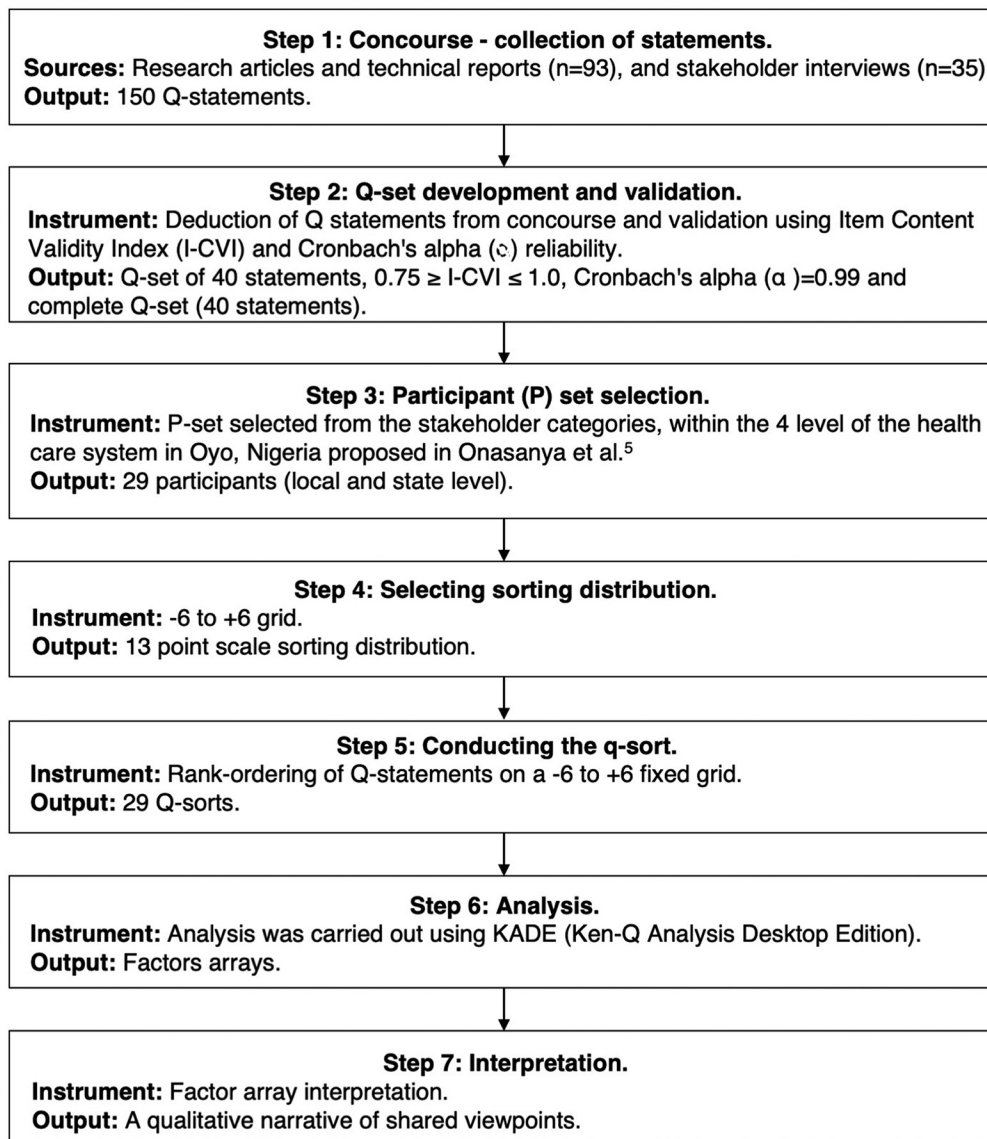 Step 1: Concourse - collection of statements.
Sources: Research articles and technical reports (n=93), and stakeholder interviews (n=35)
Output: 150 Q-statements.
Step 2: Q-set development and validation.
Instrument: Deduction of Q statements from concourse and validation using Item Content
Validity Index (I-CVI) and Cronbach's alpha () reliability.
Output: Q-set of 40 statements, 0.75 ≥ I-CVI ≤ 1.0, Cronbach's alpha (α )=0.99 and
complete Q-set (40 statements).
Step 3: Participant (P) set selection.
Instrument: P-set selected from the stakeholder categories, within the 4 level of the health
care system in Oyo, Nigeria proposed in Onasanya et al.⁵
Output: 29 participants (local and state level).
Step 4: Selecting sorting distribution.
Instrument: -6 to +6 grid.
Output: 13 point scale sorting distribution.
Step 5: Conducting the q-sort.
Instrument: Rank-ordering of Q-statements on a -6 to +6 fixed grid.
Output: 29 Q-sorts.
Step 6: Analysis.
Instrument: Analysis was carried out using KADE (Ken-Q Analysis Desktop Edition).
Output: Factors arrays.
Step 7: Interpretation.
Instrument: Factor array interpretation.
Output: A qualitative narrative of shared viewpoints.